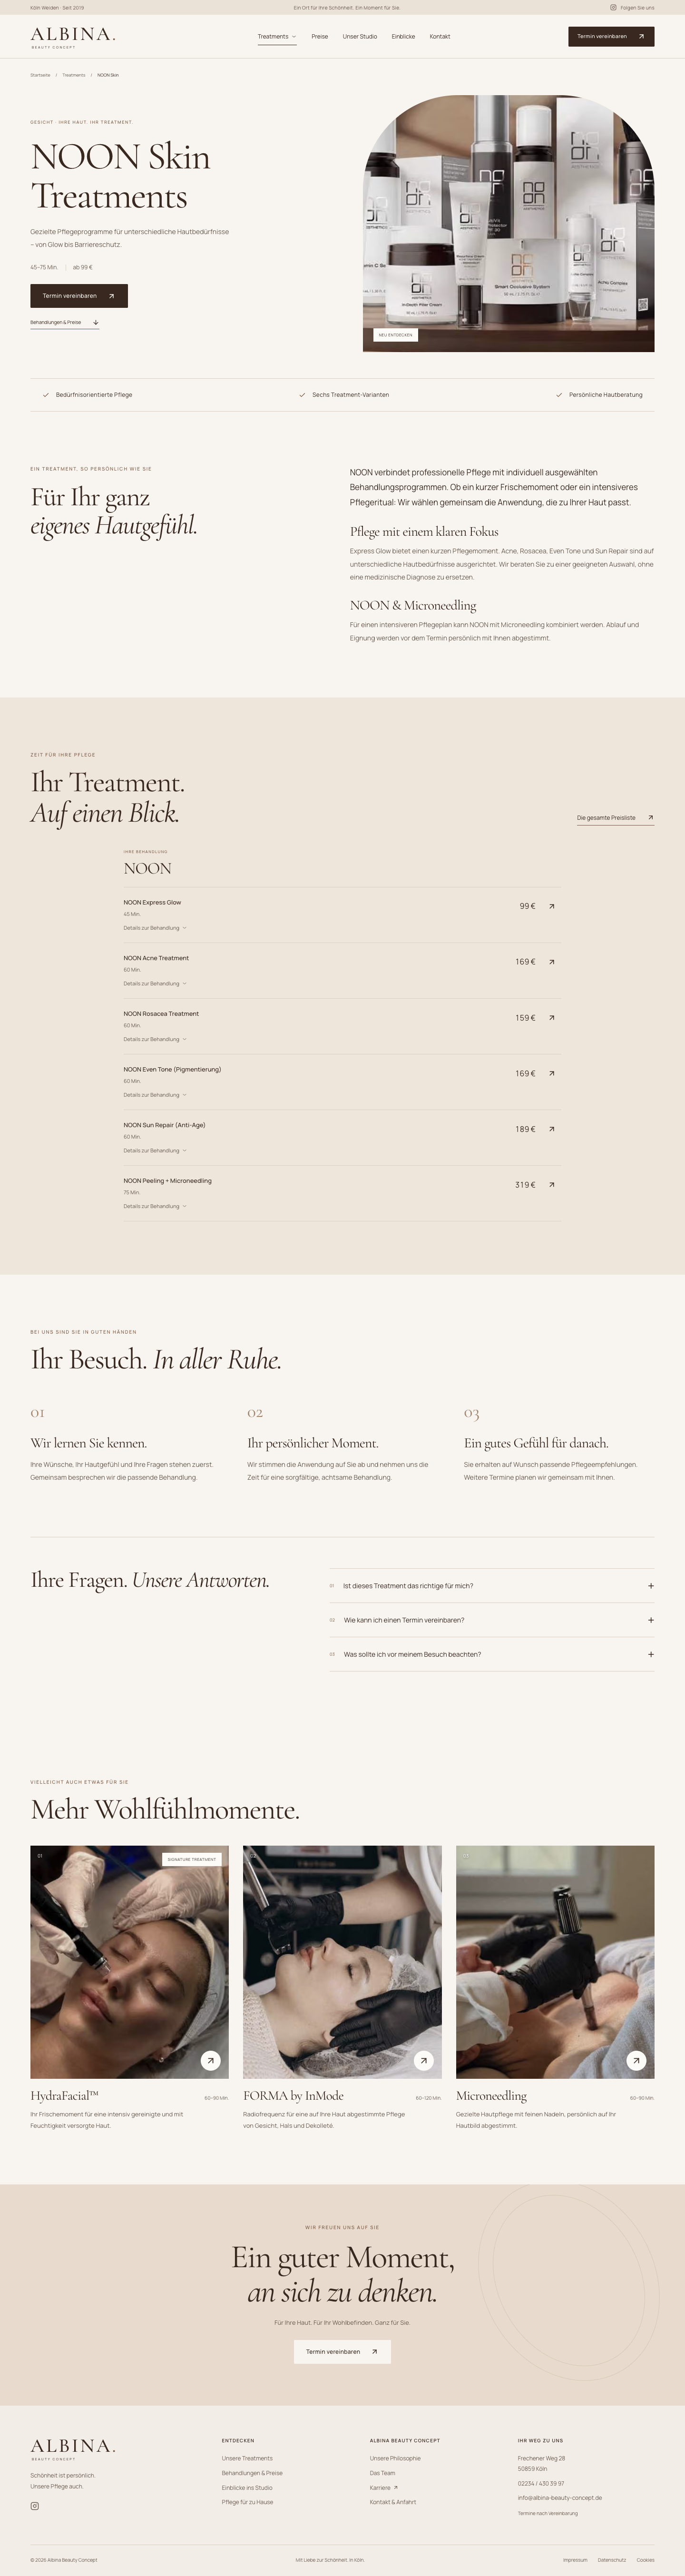 Köln Weiden · Seit 2019
Ein Ort für Ihre Schönheit. Ein Moment für Sie.
Folgen Sie uns
ALBINA.
BEAUTY CONCEPT
Treatments
Preise
Unser Studio
Einblicke
Kontakt
Termin vereinbaren
Startseite / Treatments / NOON Skin
GESICHT · IHRE HAUT. IHR TREATMENT.
NOON Skin
Treatments
Gezielte Pflegeprogramme für unterschiedliche Hautbedürfnisse
– von Glow bis Barriereschutz.
45–75 Min.
ab 99 €
Termin vereinbaren
Behandlungen & Preise
NEU ENTDECKEN
Bedürfnisorientierte Pflege
Sechs Treatment-Varianten
Persönliche Hautberatung
EIN TREATMENT, SO PERSÖNLICH WIE SIE
Für Ihr ganz
eigenes Hautgefühl.
NOON verbindet professionelle Pflege mit individuell ausgewählten
Behandlungsprogrammen. Ob ein kurzer Frischemoment oder ein intensiveres
Pflegeritual: Wir wählen gemeinsam die Anwendung, die zu Ihrer Haut passt.
Pflege mit einem klaren Fokus
Express Glow bietet einen kurzen Pflegemoment. Acne, Rosacea, Even Tone und Sun Repair sind auf
unterschiedliche Hautbedürfnisse ausgerichtet. Wir beraten Sie zu einer geeigneten Auswahl, ohne
eine medizinische Diagnose zu ersetzen.
NOON & Microneedling
Für einen intensiveren Pflegeplan kann NOON mit Microneedling kombiniert werden. Ablauf und
Eignung werden vor dem Termin persönlich mit Ihnen abgestimmt.
ZEIT FÜR IHRE PFLEGE
Ihr Treatment.
Auf einen Blick.
Die gesamte Preisliste
IHRE BEHANDLUNG
NOON
NOON Express Glow
99 €
45 Min.
Details zur Behandlung
NOON Acne Treatment
169 €
60 Min.
Details zur Behandlung
NOON Rosacea Treatment
159 €
60 Min.
Details zur Behandlung
NOON Even Tone (Pigmentierung)
169 €
60 Min.
Details zur Behandlung
NOON Sun Repair (Anti-Age)
189 €
60 Min.
Details zur Behandlung
NOON Peeling + Microneedling
319 €
75 Min.
Details zur Behandlung
BEI UNS SIND SIE IN GUTEN HÄNDEN
Ihr Besuch. In aller Ruhe.
01
Wir lernen Sie kennen.
Ihre Wünsche, Ihr Hautgefühl und Ihre Fragen stehen zuerst.
Gemeinsam besprechen wir die passende Behandlung.
02
Ihr persönlicher Moment.
Wir stimmen die Anwendung auf Sie ab und nehmen uns die
Zeit für eine sorgfältige, achtsame Behandlung.
03
Ein gutes Gefühl für danach.
Sie erhalten auf Wunsch passende Pflegeempfehlungen.
Weitere Termine planen wir gemeinsam mit Ihnen.
Ihre Fragen. Unsere Antworten.
01 Ist dieses Treatment das richtige für mich?
02 Wie kann ich einen Termin vereinbaren?
03 Was sollte ich vor meinem Besuch beachten?
VIELLEICHT AUCH ETWAS FÜR SIE
Mehr Wohlfühlmomente.
01
SIGNATURE TREATMENT
02
03
HydraFacial™
60–90 Min.
Ihr Frischemoment für eine intensiv gereinigte und mit
Feuchtigkeit versorgte Haut.
FORMA by InMode
60–120 Min.
Radiofrequenz für eine auf Ihre Haut abgestimmte Pflege
von Gesicht, Hals und Dekolleté.
Microneedling
60–90 Min.
Gezielte Hautpflege mit feinen Nadeln, persönlich auf Ihr
Hautbild abgestimmt.
WIR FREUEN UNS AUF SIE
Ein guter Moment,
an sich zu denken.
Für Ihre Haut. Für Ihr Wohlbefinden. Ganz für Sie.
Termin vereinbaren
ALBINA.
BEAUTY CONCEPT
Schönheit ist persönlich.
Unsere Pflege auch.
ENTDECKEN
Unsere Treatments
Behandlungen & Preise
Einblicke ins Studio
Pflege für zu Hause
ALBINA BEAUTY CONCEPT
Unsere Philosophie
Das Team
Karriere
Kontakt & Anfahrt
IHR WEG ZU UNS
Frechener Weg 28
50859 Köln
02234 / 430 39 97
info@albina-beauty-concept.de
Termine nach Vereinbarung
© 2026 Albina Beauty Concept
Mit Liebe zur Schönheit. In Köln.
Impressum
Datenschutz
Cookies